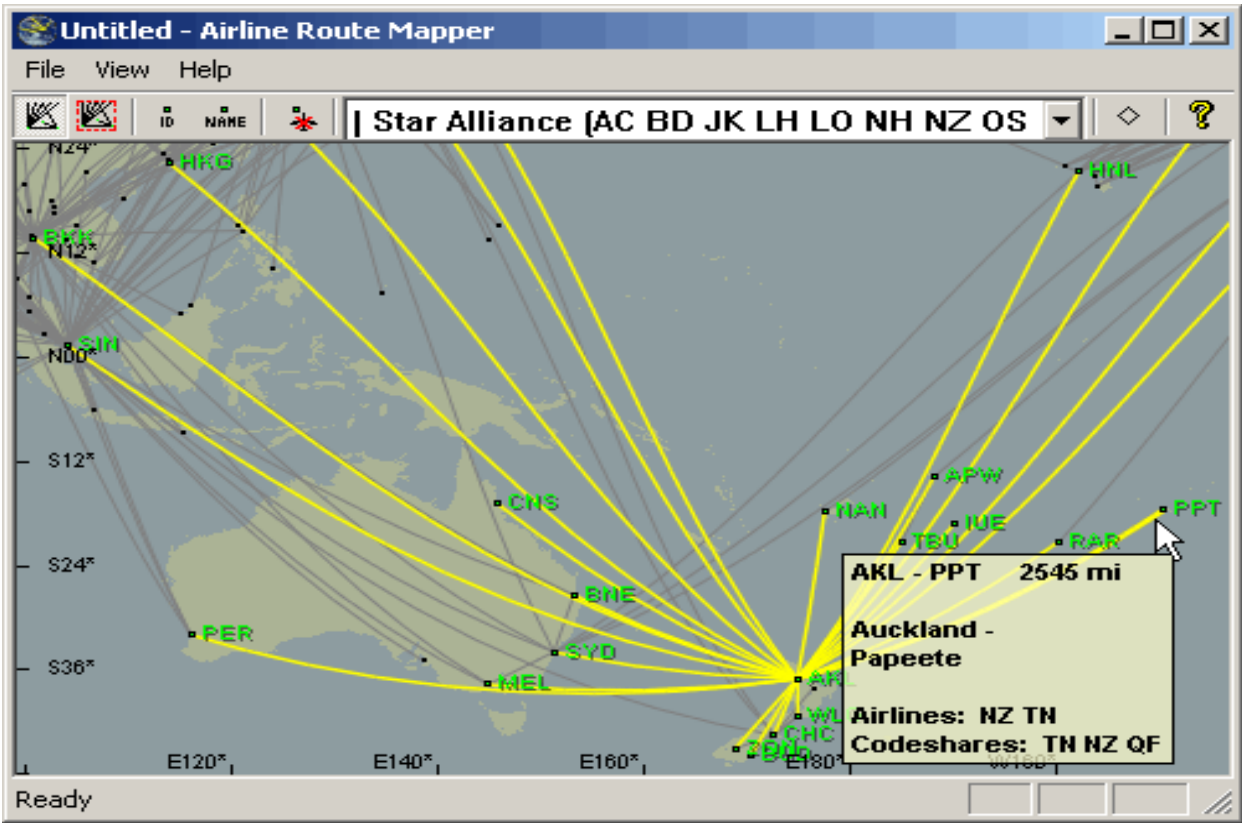 Untitled - Airline Route Mapper
File View Help
ID NAME | Star Alliance (AC BD JK LH LO NH NZ OS
N24°
HKG
HNL
BKK
N12°
SIN
N00°
S12°
APW
CNS
NAN
IUE
PPT
TBU
RAR
S24°
AKL - PPT 2545 mi
BNE
Auckland -
PER
SYD
Papeete
S36°
MEL
AKL
WLG
Airlines: NZ TN
CHC
Codeshares: TN NZ QF
E120° E140° E160° E180° W160°
Ready